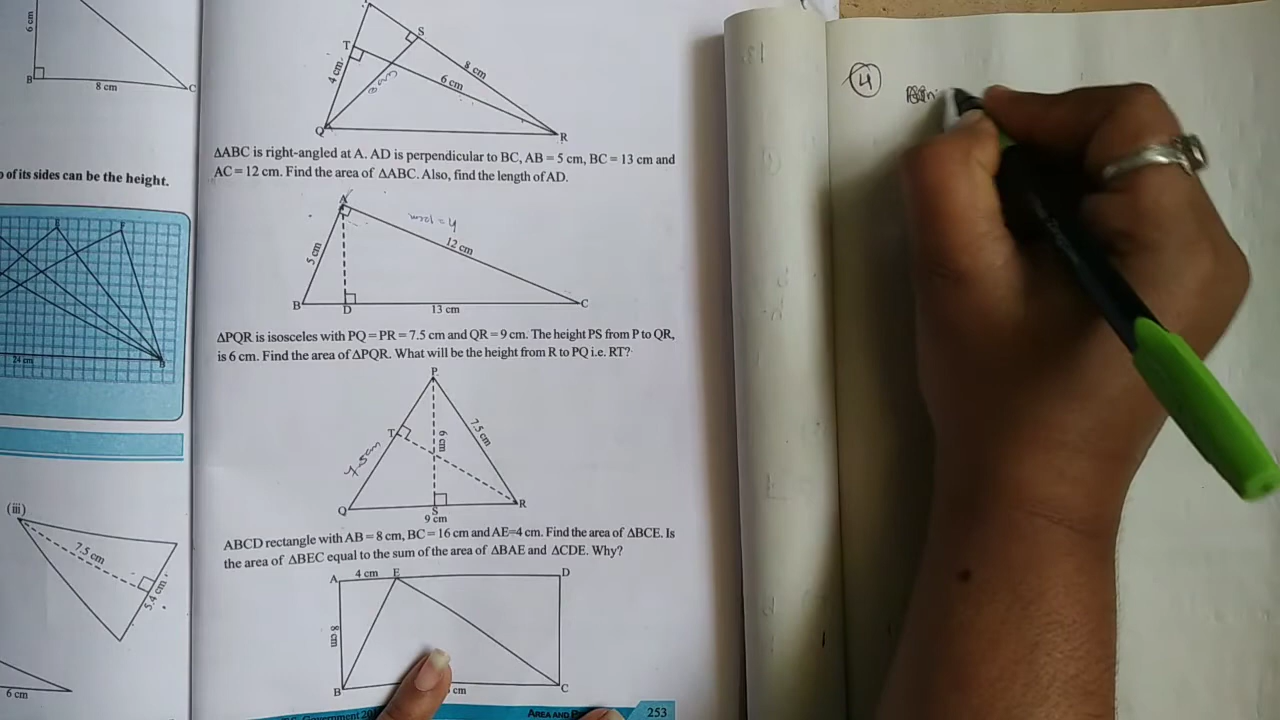 6 cm
B
8 cm
C
S
T
4 cm
8 cm
6 cm
Q
R
ΔABC is right-angled at A. AD is perpendicular to BC, AB = 5 cm, BC = 13 cm and
AC = 12 cm. Find the area of ΔABC. Also, find the length of AD.
of its sides can be the height.
24 cm
A
5 cm
12 cm
B
D
13 cm
C
ΔPQR is isosceles with PQ = PR = 7.5 cm and QR = 9 cm. The height PS from P to QR,
is 6 cm. Find the area of ΔPQR. What will be the height from R to PQ i.e. RT?
P
T
6 cm
7.5 cm
7.5 cm
Q
S
R
9 cm
(iii)
7.5 cm
5.4 cm
6 cm
ABCD rectangle with AB = 8 cm, BC = 16 cm and AE=4 cm. Find the area of ΔBCE. Is
the area of ΔBEC equal to the sum of the area of ΔBAE and ΔCDE. Why?
A
4 cm
E
D
8 cm
B
cm
C
253
4